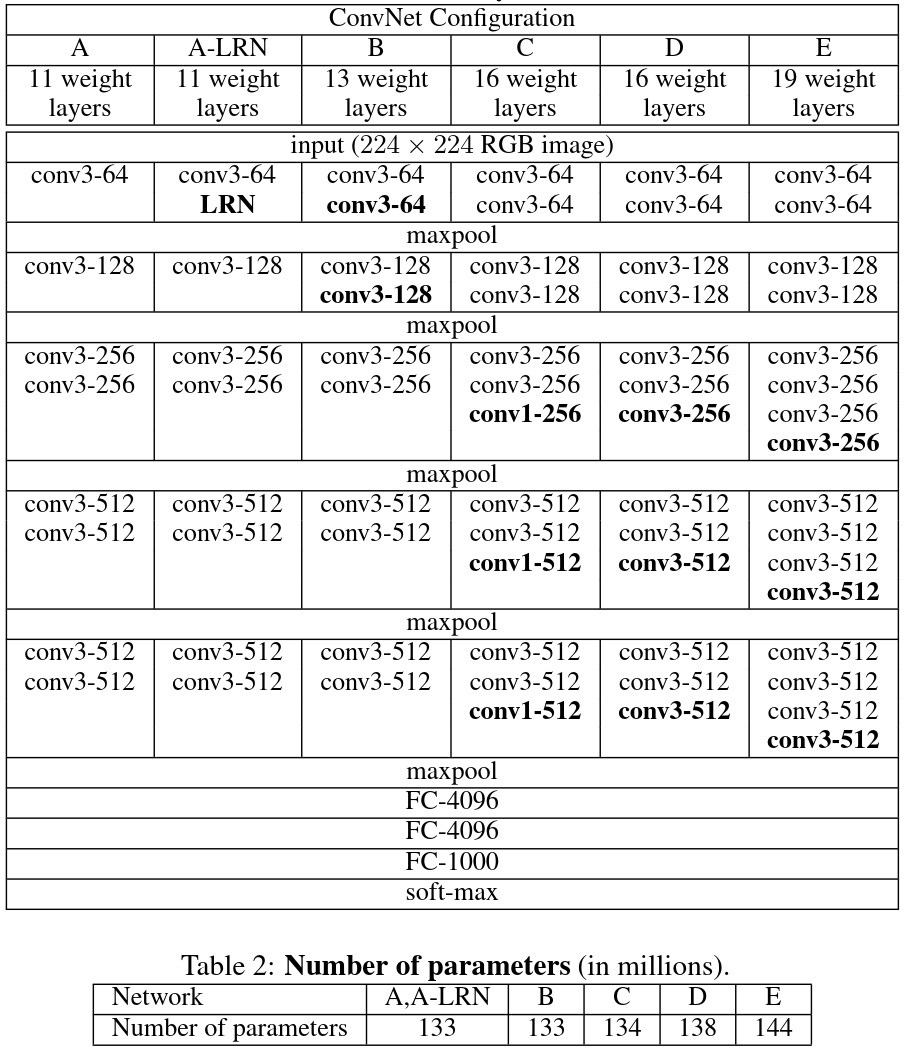 ConvNet Configuration
A A-LRN B C D E
11 weight 11 weight 13 weight 16 weight 16 weight 19 weight
layers layers layers layers layers layers
input (224 × 224 RGB image)
conv3-64 conv3-64 conv3-64 conv3-64 conv3-64 conv3-64
LRN conv3-64 conv3-64 conv3-64 conv3-64
maxpool
conv3-128 conv3-128 conv3-128 conv3-128 conv3-128 conv3-128
conv3-128 conv3-128 conv3-128 conv3-128
maxpool
conv3-256 conv3-256 conv3-256 conv3-256 conv3-256 conv3-256
conv3-256 conv3-256 conv3-256 conv3-256 conv3-256 conv3-256
conv1-256 conv3-256 conv3-256
conv3-256
maxpool
conv3-512 conv3-512 conv3-512 conv3-512 conv3-512 conv3-512
conv3-512 conv3-512 conv3-512 conv3-512 conv3-512 conv3-512
conv1-512 conv3-512 conv3-512
conv3-512
maxpool
conv3-512 conv3-512 conv3-512 conv3-512 conv3-512 conv3-512
conv3-512 conv3-512 conv3-512 conv3-512 conv3-512 conv3-512
conv1-512 conv3-512 conv3-512
conv3-512
maxpool
FC-4096
FC-4096
FC-1000
soft-max
Table 2: Number of parameters (in millions).
Network A,A-LRN B C D E
Number of parameters 133 133 134 138 144